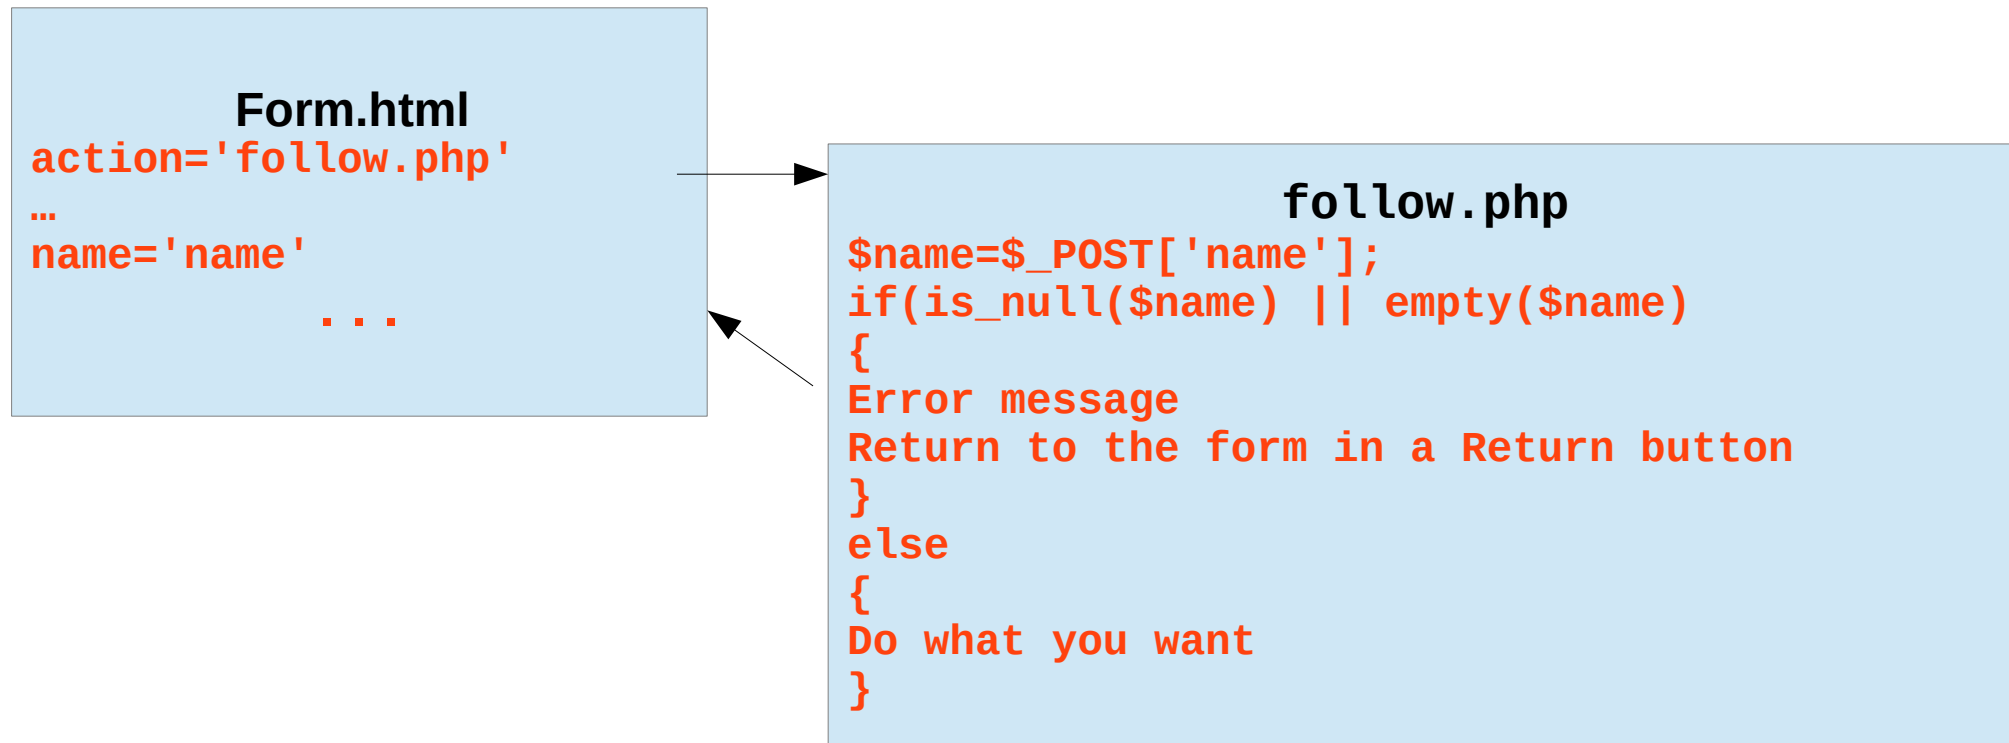 Form.html
action='follow.php'
…
name='name'
...
follow.php
$name=$_POST['name'];
if(is_null($name) || empty($name)
{
Error message
Return to the form in a Return button
}
else
{
Do what you want
}